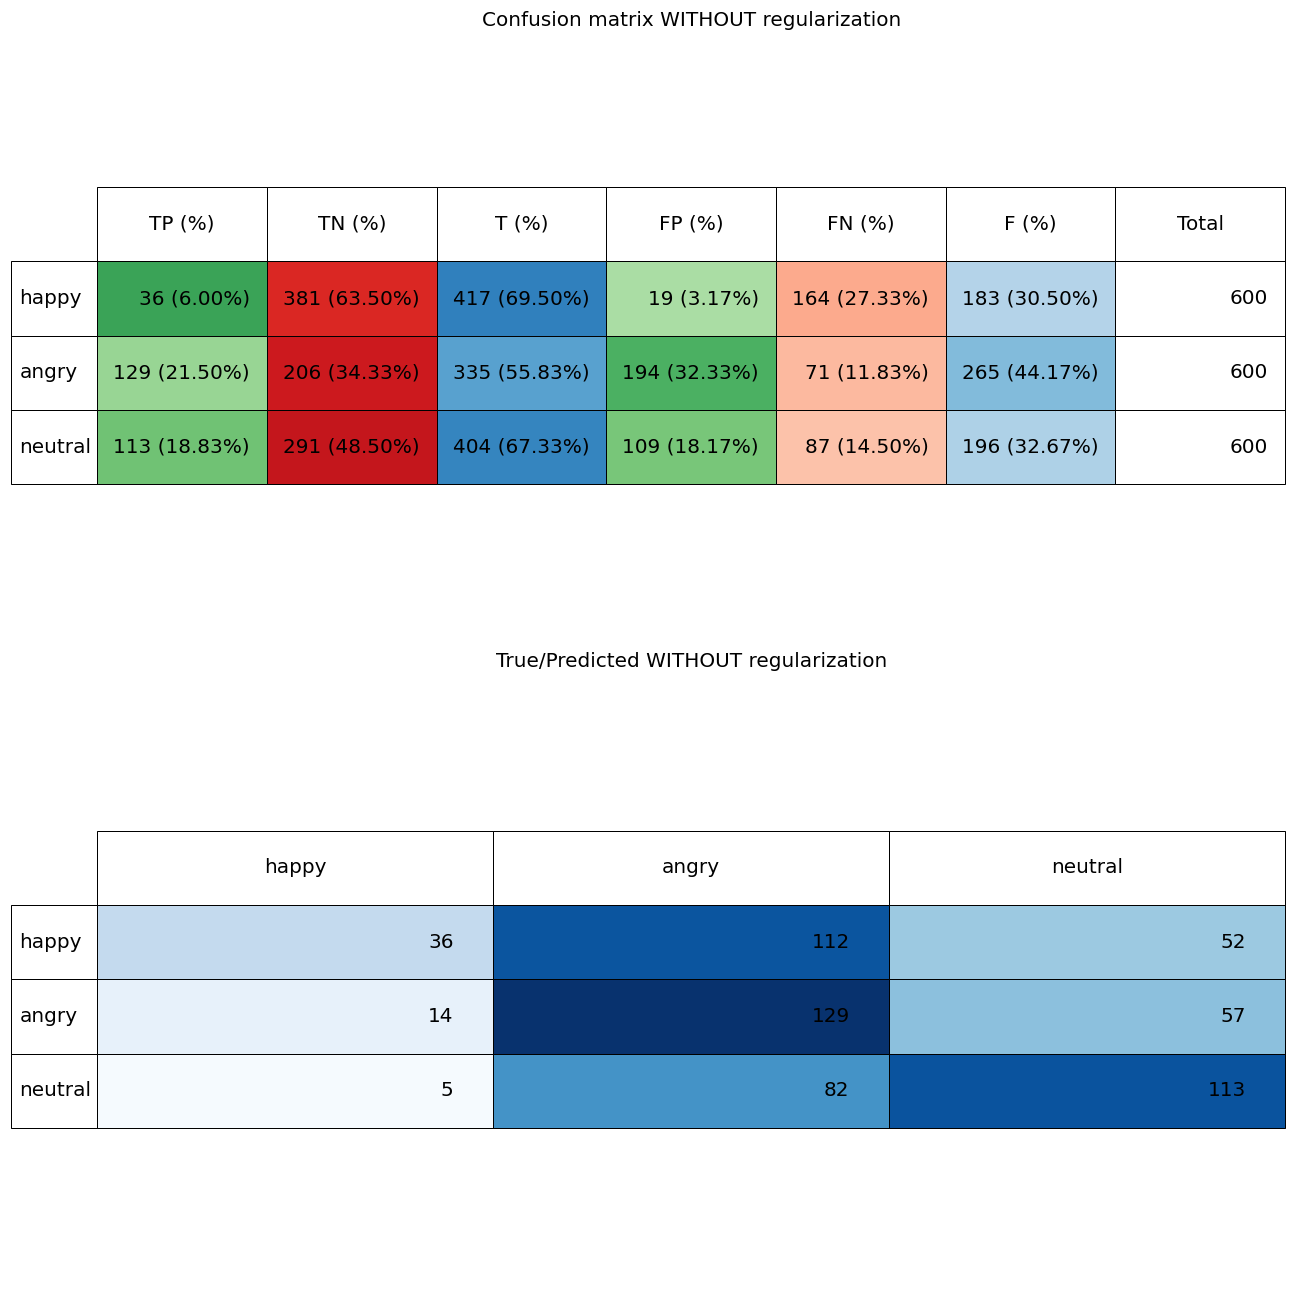 Confusion matrix WITHOUT regularization
TP (%) TN (%) T (%) FP (%) FN (%) F (%) Total
happy 36 (6.00%) 381 (63.50%) 417 (69.50%) 19 (3.17%) 164 (27.33%) 183 (30.50%) 600
angry 129 (21.50%) 206 (34.33%) 335 (55.83%) 194 (32.33%) 71 (11.83%) 265 (44.17%) 600
neutral 113 (18.83%) 291 (48.50%) 404 (67.33%) 109 (18.17%) 87 (14.50%) 196 (32.67%) 600
True/Predicted WITHOUT regularization
happy angry neutral
happy 36 112 52
angry 14 129 57
neutral 5 82 113